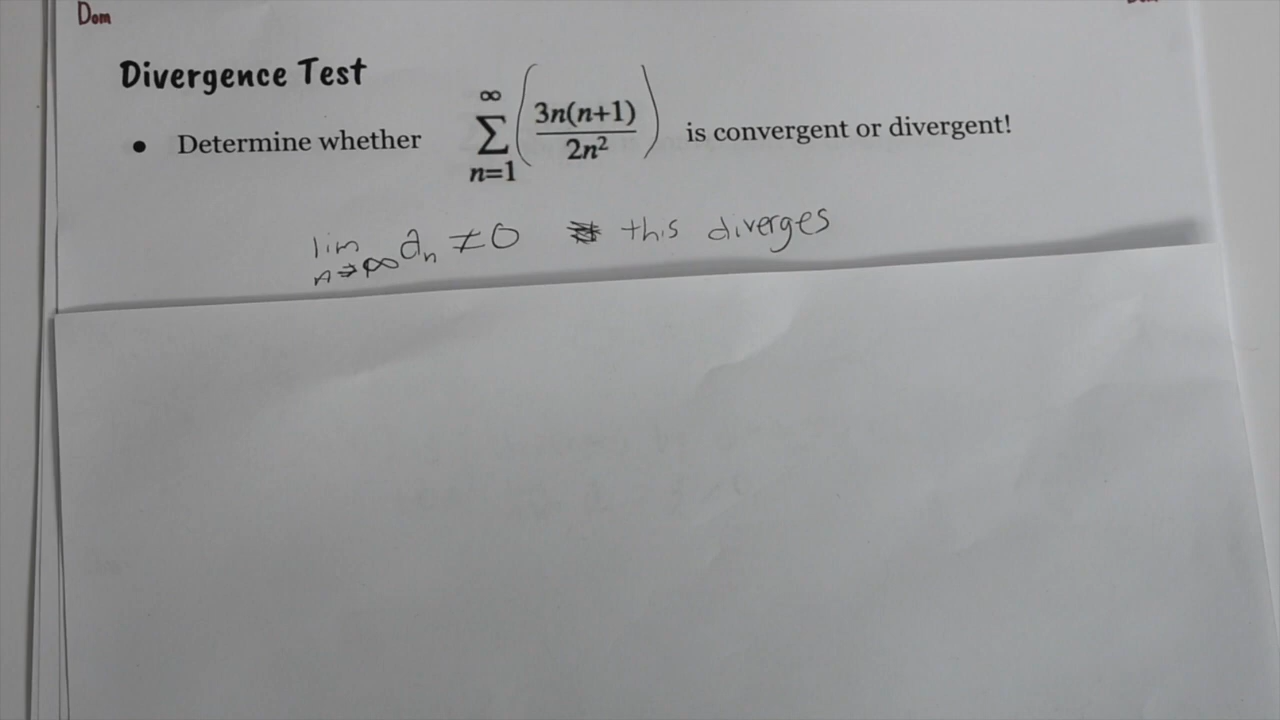 Dom
Divergence Test
• Determine whether ∑_{n=1}^{∞} (3n(n+1)/2n²) is convergent or divergent!
lim_{n→∞} a_n ≠ 0 this diverges